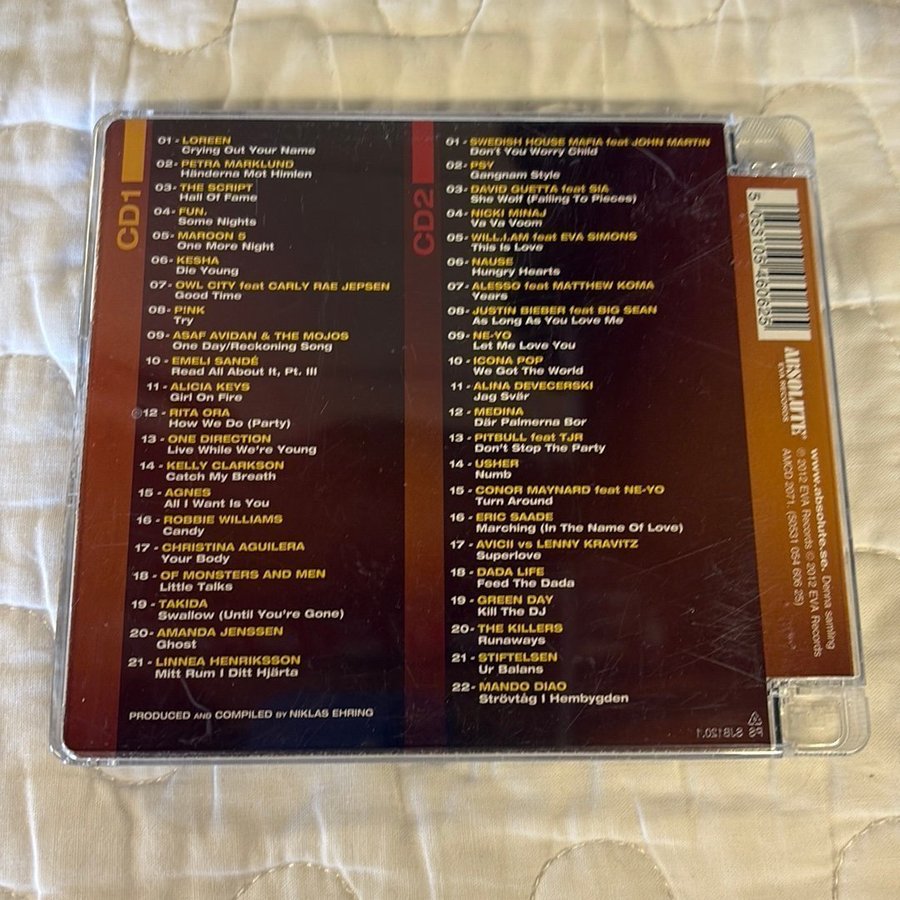 CD1
01 - LOREEN
Crying Out Your Name
02 - PETRA MARKLUND
Händerna Mot Himlen
03 - THE SCRIPT
Hall Of Fame
04 - FUN.
Some Nights
05 - MAROON 5
One More Night
06 - KESHA
Die Young
07 - OWL CITY feat CARLY RAE JEPSEN
Good Time
08 - PINK
Try
09 - ASAF AVIDAN & THE MOJOS
One Day/Reckoning Song
10 - EMELI SANDÉ
Read All About It, Pt. III
11 - ALICIA KEYS
Girl On Fire
12 - RITA ORA
How We Do (Party)
13 - ONE DIRECTION
Live While We're Young
14 - KELLY CLARKSON
Catch My Breath
15 - AGNES
All I Want Is You
16 - ROBBIE WILLIAMS
Candy
17 - CHRISTINA AGUILERA
Your Body
18 - OF MONSTERS AND MEN
Little Talks
19 - TAKIDA
Swallow (Until You're Gone)
20 - AMANDA JENSSEN
Ghost
21 - LINNEA HENRIKSSON
Mitt Rum I Ditt Hjärta
PRODUCED AND COMPILED BY NIKLAS EHRING
CD2
01 - SWEDISH HOUSE MAFIA feat JOHN MARTIN
Don't You Worry Child
02 - PSY
Gangnam Style
03 - DAVID GUETTA feat SIA
She Wolf (Falling To Pieces)
04 - NICKI MINAJ
Va Va Voom
05 - WILL.I.AM feat EVA SIMONS
This Is Love
06 - NAUSE
Hungry Hearts
07 - ALESSO feat MATTHEW KOMA
Years
08 - JUSTIN BIEBER feat BIG SEAN
As Long As You Love Me
09 - NE-YO
Let Me Love You
10 - ICONA POP
We Got The World
11 - ALINA DEVECERSKI
Jag Svär
12 - MEDINA
Där Palmerna Bor
13 - PITBULL feat TJR
Don't Stop The Party
14 - USHER
Numb
15 - CONOR MAYNARD feat NE-YO
Turn Around
16 - ERIC SAADE
Marching (In The Name Of Love)
17 - AVICII vs LENNY KRAVITZ
Superlove
18 - DADA LIFE
Feed The Dada
19 - GREEN DAY
Kill The DJ
20 - THE KILLERS
Runaways
21 - STIFTELSEN
Ur Balans
22 - MANDO DIAO
Strövtåg I Hembygden
5 053105 460625
ABSOLUTE®
EVA RECORDS
www.absolute.se. Denna samling
℗ 2012 EVA Records © 2012 EVA Records
AMCD 2071. (50531 054 606 25)